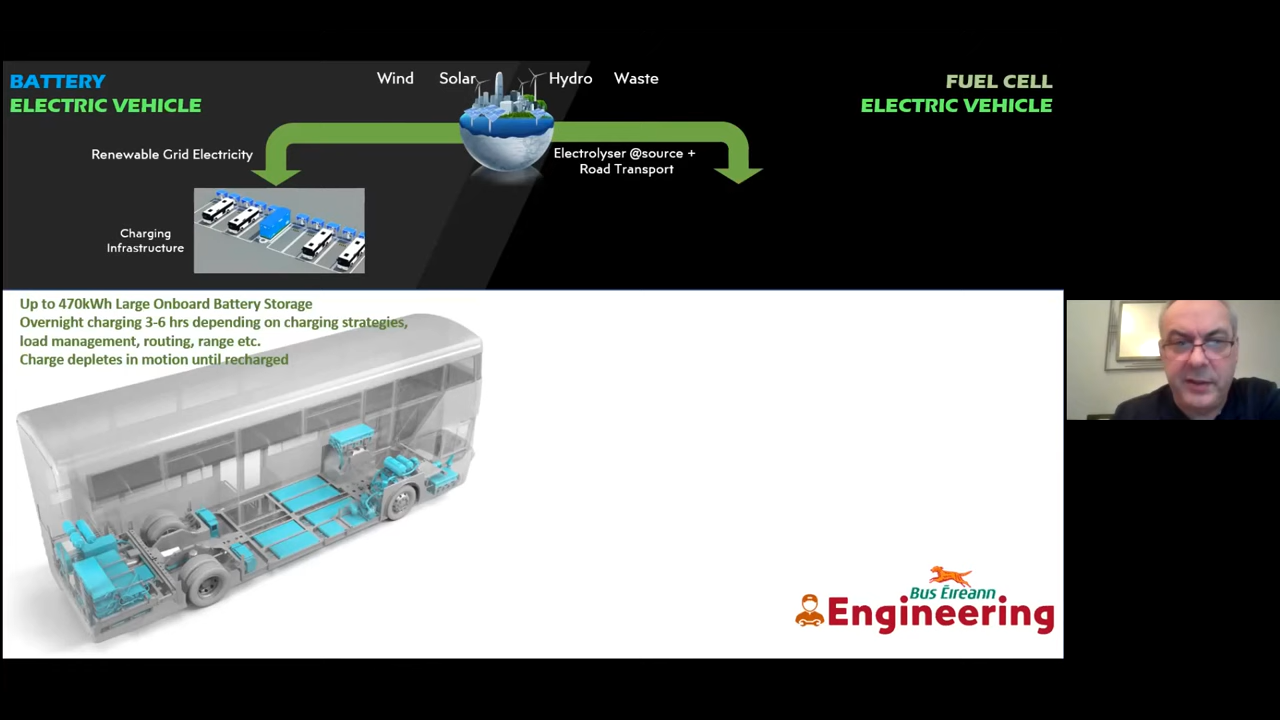 BATTERY
ELECTRIC VEHICLE
Wind Solar Hydro Waste
FUEL CELL
ELECTRIC VEHICLE
Renewable Grid Electricity
Electrolyser @source +
Road Transport
Charging
Infrastructure
Up to 470kWh Large Onboard Battery Storage
Overnight charging 3-6 hrs depending on charging strategies,
load management, routing, range etc.
Charge depletes in motion until recharged
Bus Éireann
Engineering